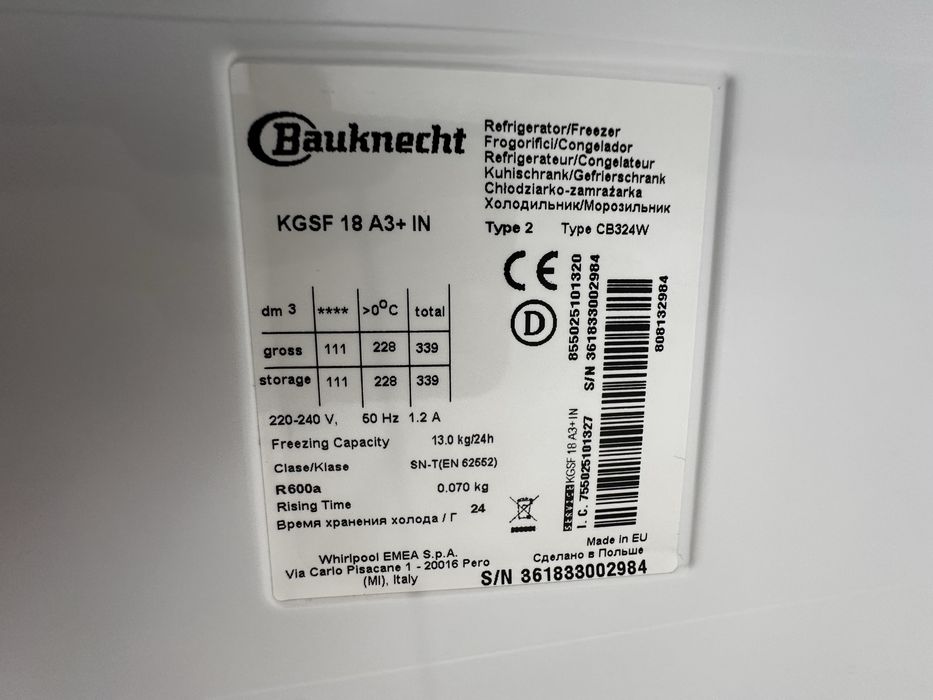 Bauknecht
Refrigerator/Freezer
Frogorifici/Congelador
Refrigerateur/Congelateur
Kuhischrank/Gefrierschrank
Chłodziarko-zamrażarka
Холодильник/Морозильник
KGSF 18 A3+ IN
Type 2 Type CB324W
CE
D
dm 3 **** >0°C total
gross 111 228 339
storage 111 228 339
220-240 V, 50 Hz 1.2 A
Freezing Capacity 13.0 kg/24h
Clase/Klase SN-T(EN 62552)
R600a 0.070 kg
Rising Time 24
Время хранения холода / Г
855025101320
S/N 361833002984
808132984
SERVICE KGSF 18 A3+ IN
I. C. 755025101327
Whirlpool EMEA S.p.A.
Via Carlo Pisacane 1 - 20016 Pero
(MI), Italy
Made in EU
Сделано в Польше
S/N 361833002984